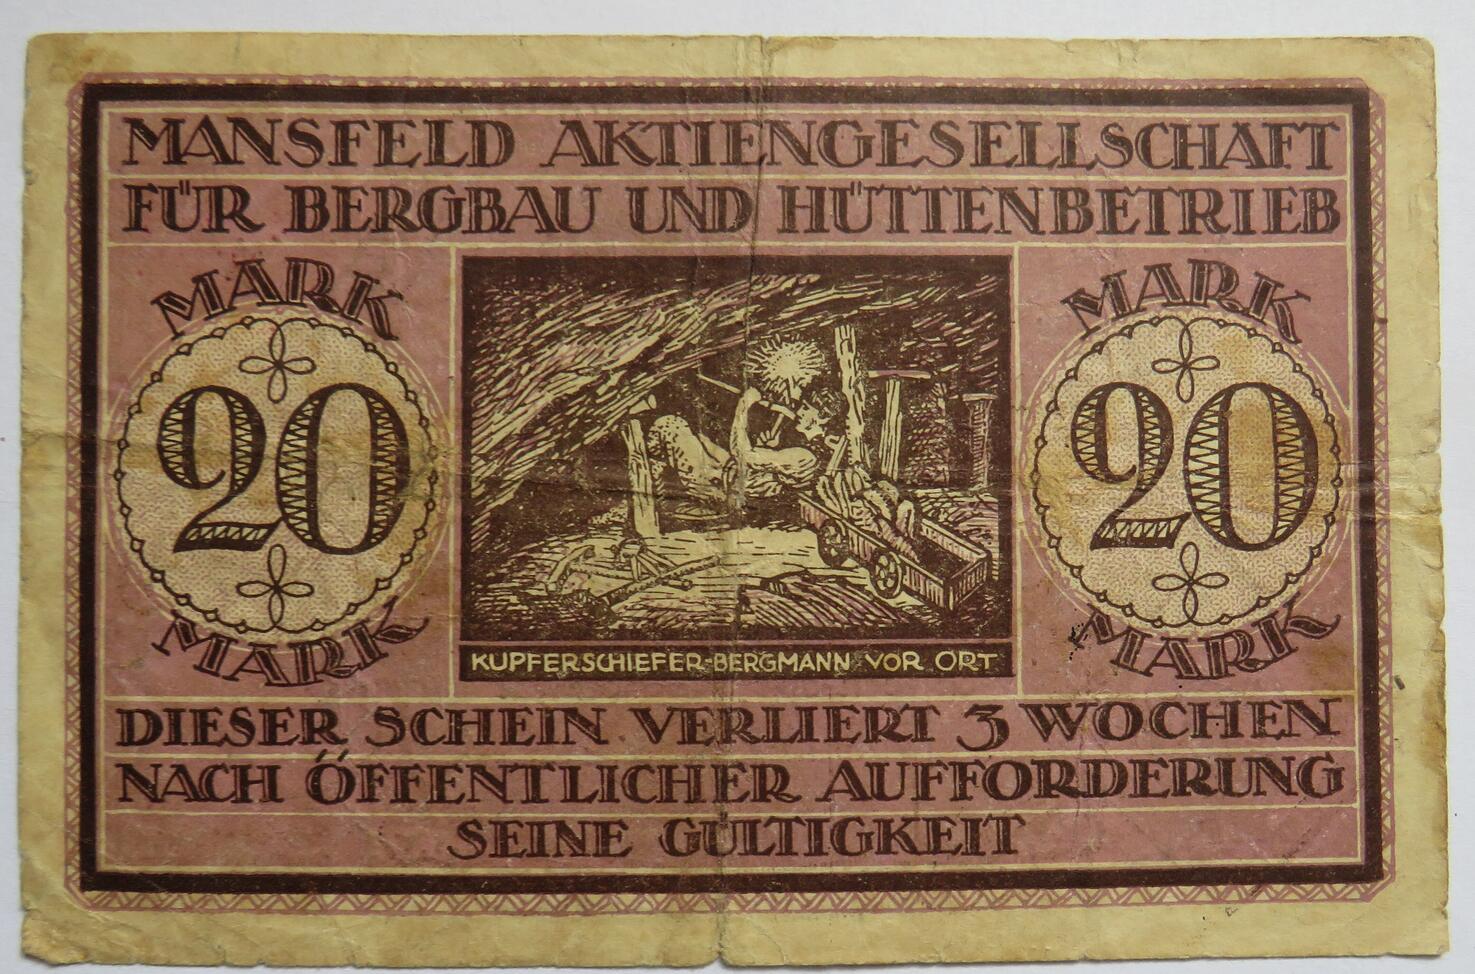 MANSFELD AKTIENGESELLSCHAFT
FÜR BERGBAU UND HÜTTENBETRIEB
MARK
20
MARK
KUPFERSCHIEFER-BERGMANN VOR ORT
MARK
20
MARK
DIESER SCHEIN VERLIERT 3 WOCHEN
NACH ÖFFENTLICHER AUFFORDERUNG
SEINE GÜLTIGKEIT